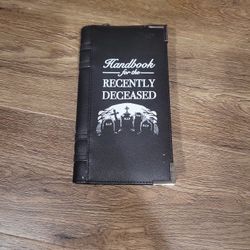 Handbook
for the
RECENTLY
DECEASED